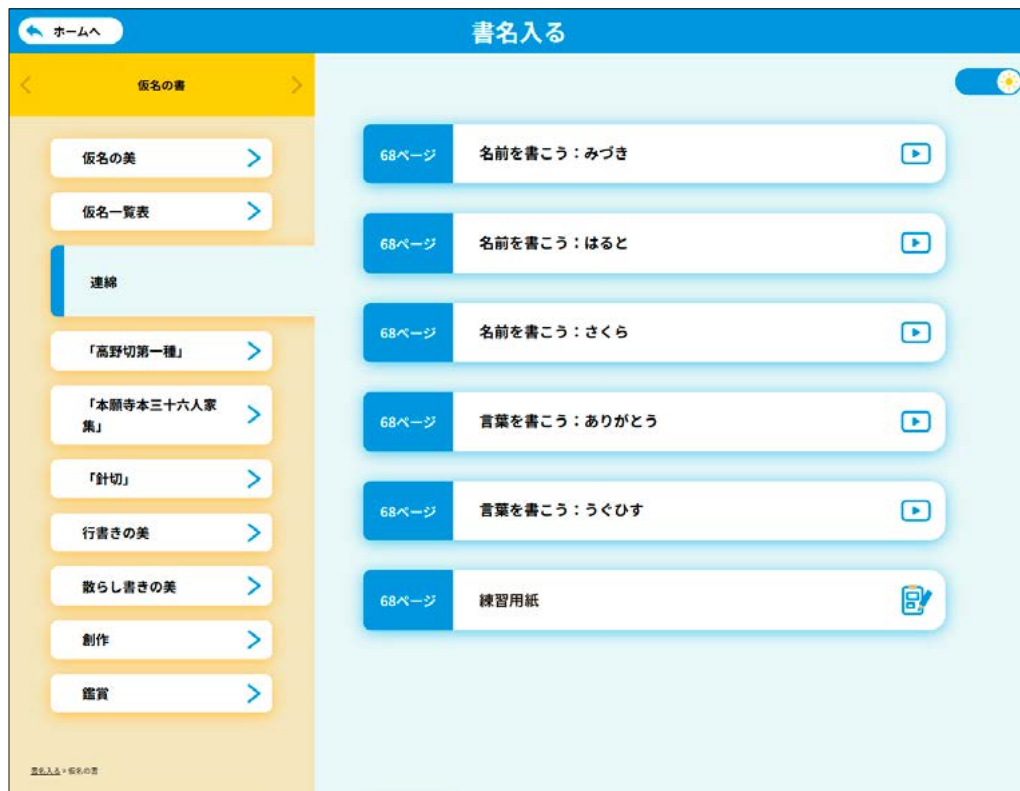 ホームへ
書名入る
仮名の書
仮名の美
仮名一覧表
連綿
「高野切第一種」
「本願寺本三十六人家
集」
「針切」
行書きの美
散らし書きの美
創作
鑑賞
書名入る>仮名の書
68ページ 名前を書こう：みづき
68ページ 名前を書こう：はると
68ページ 名前を書こう：さくら
68ページ 言葉を書こう：ありがとう
68ページ 言葉を書こう：うぐひす
68ページ 練習用紙